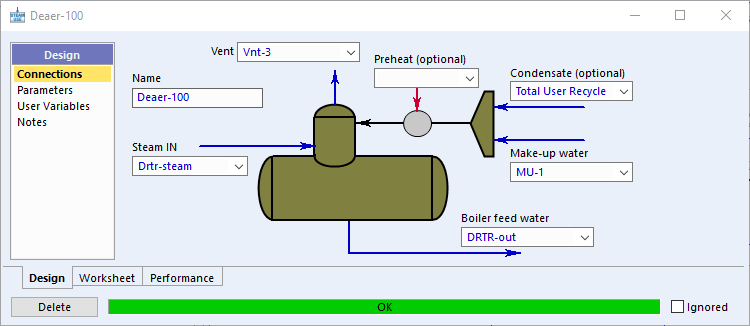 Deaer-100
Design
Connections
Parameters
User Variables
Notes
Vent
Vnt-3
Preheat (optional)
Condensate (optional)
Total User Recycle
Name
Deaer-100
Steam IN
Drtr-steam
Make-up water
MU-1
Boiler feed water
DRTR-out
Design
Worksheet
Performance
Delete
OK
Ignored